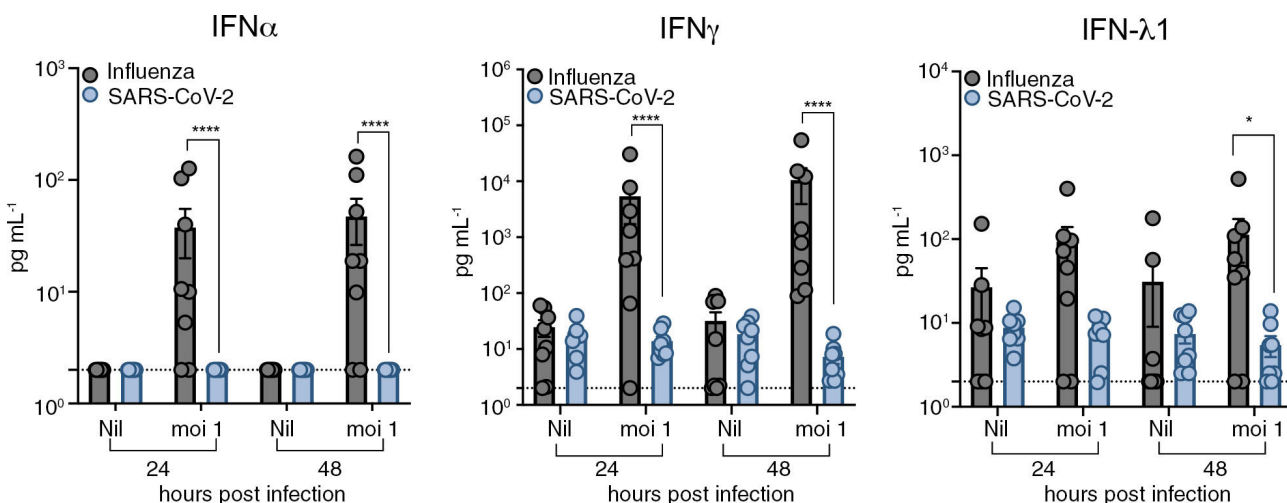 IFNα
10³
10²
10¹
10⁰
pg mL⁻¹
Influenza
SARS-CoV-2
****
****
Nil
moi 1
Nil
moi 1
24
48
hours post infection
IFNγ
10⁶
10⁵
10⁴
10³
10²
10¹
10⁰
pg mL⁻¹
Influenza
SARS-CoV-2
****
****
Nil
moi 1
Nil
moi 1
24
48
hours post infection
IFN-λ1
10⁴
10³
10²
10¹
10⁰
pg mL⁻¹
Influenza
SARS-CoV-2
*
Nil
moi 1
Nil
moi 1
24
48
hours post infection